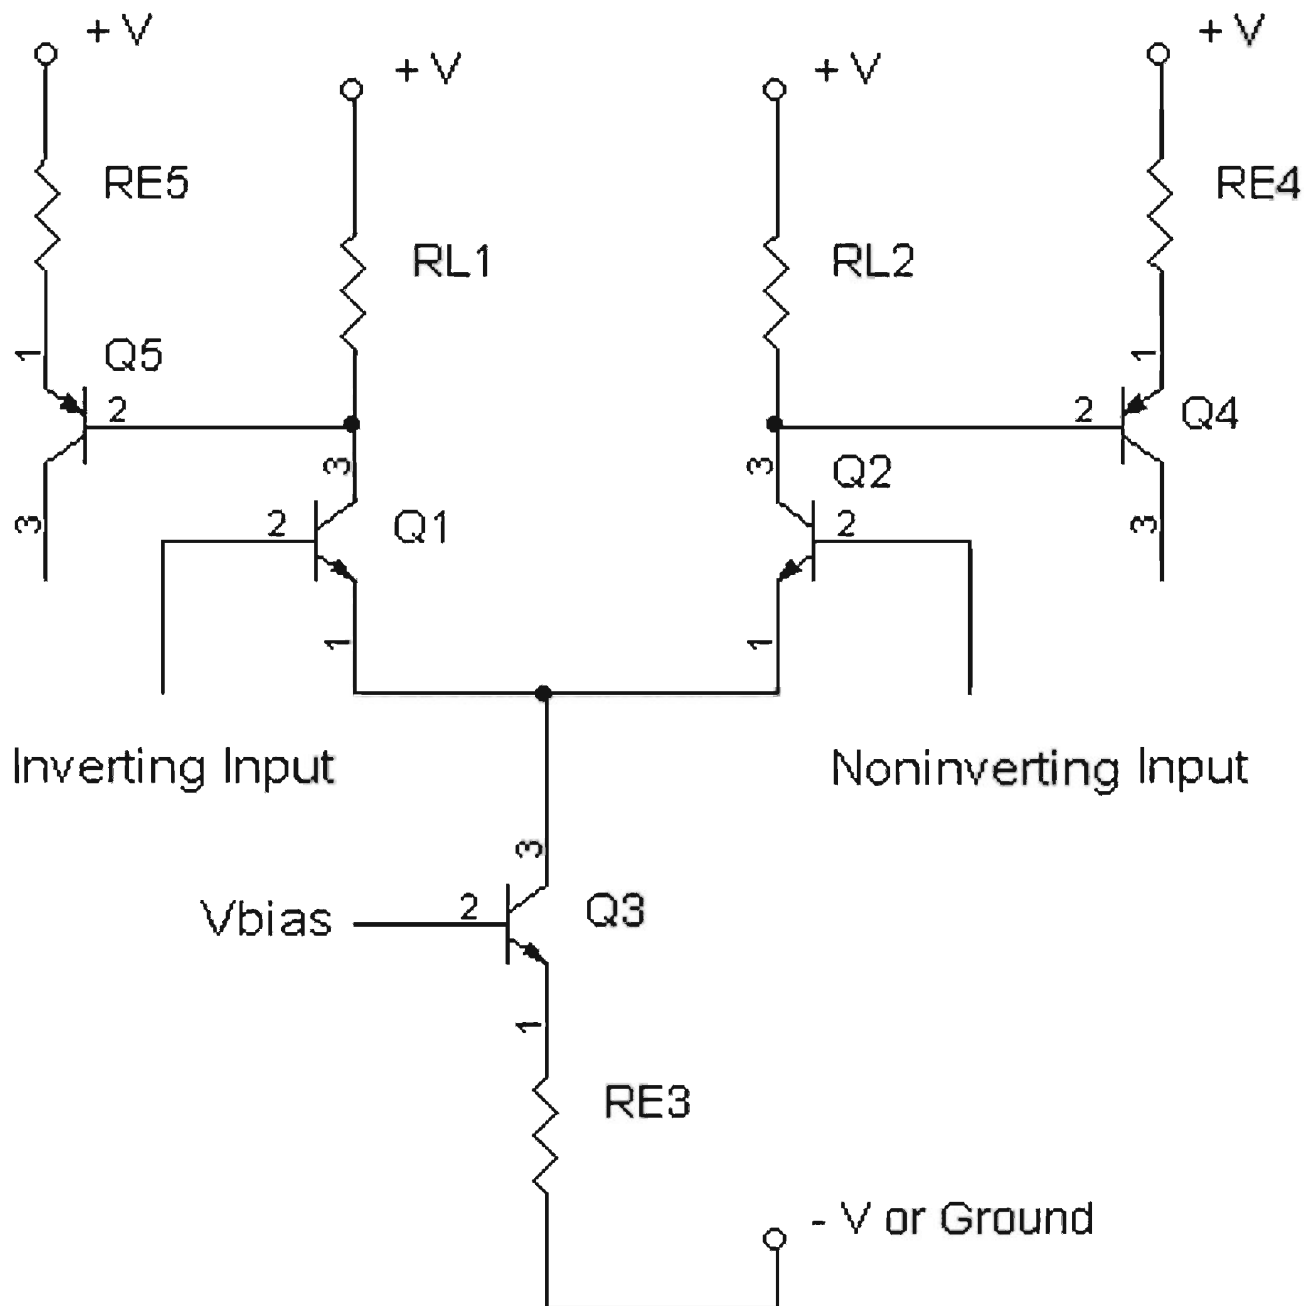 + V
+ V
+ V
+ V
RE5
RE4
RL1
RL2
1
Q5
1
2
2
Q4
3
3
Q2
3
2
Q1
2
3
1
1
Inverting Input
Noninverting Input
3
Vbias
2
Q3
1
RE3
- V or Ground